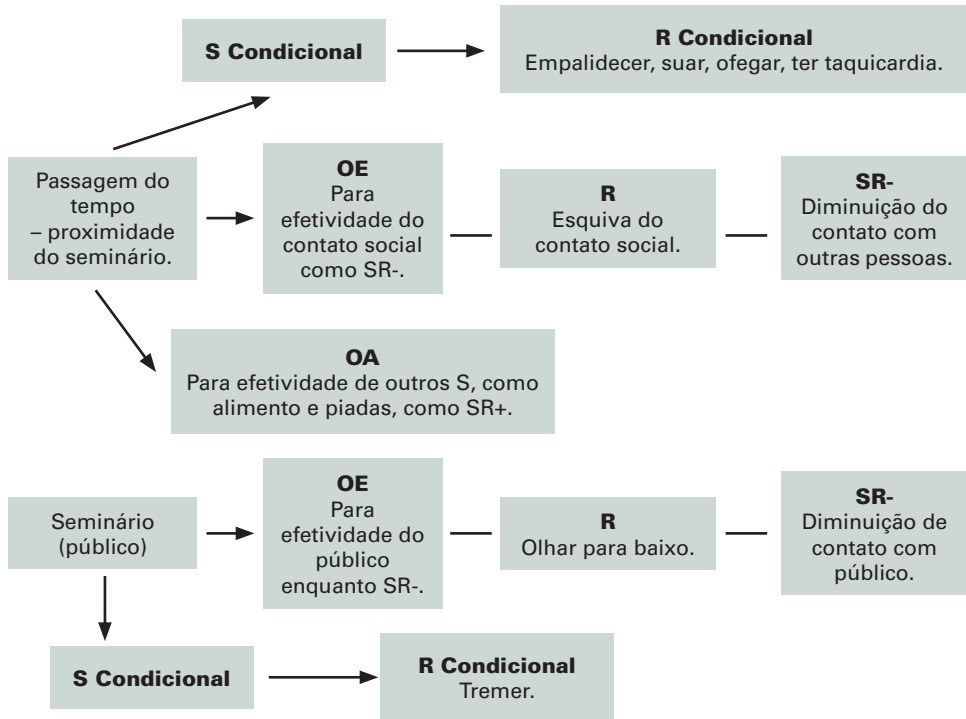 S Condicional
R Condicional
Empalidecer, suar, ofegar, ter taquicardia.
Passagem do
tempo
– proximidade
do seminário.
OE
Para
efetividade do
contato social
como SR-.
R
Esquiva do
contato social.
SR-
Diminuição do
contato com
outras pessoas.
OA
Para efetividade de outros S, como
alimento e piadas, como SR+.
Seminário
(público)
OE
Para
efetividade do
público
enquanto SR-.
R
Olhar para baixo.
SR-
Diminuição de
contato com
público.
S Condicional
R Condicional
Tremer.